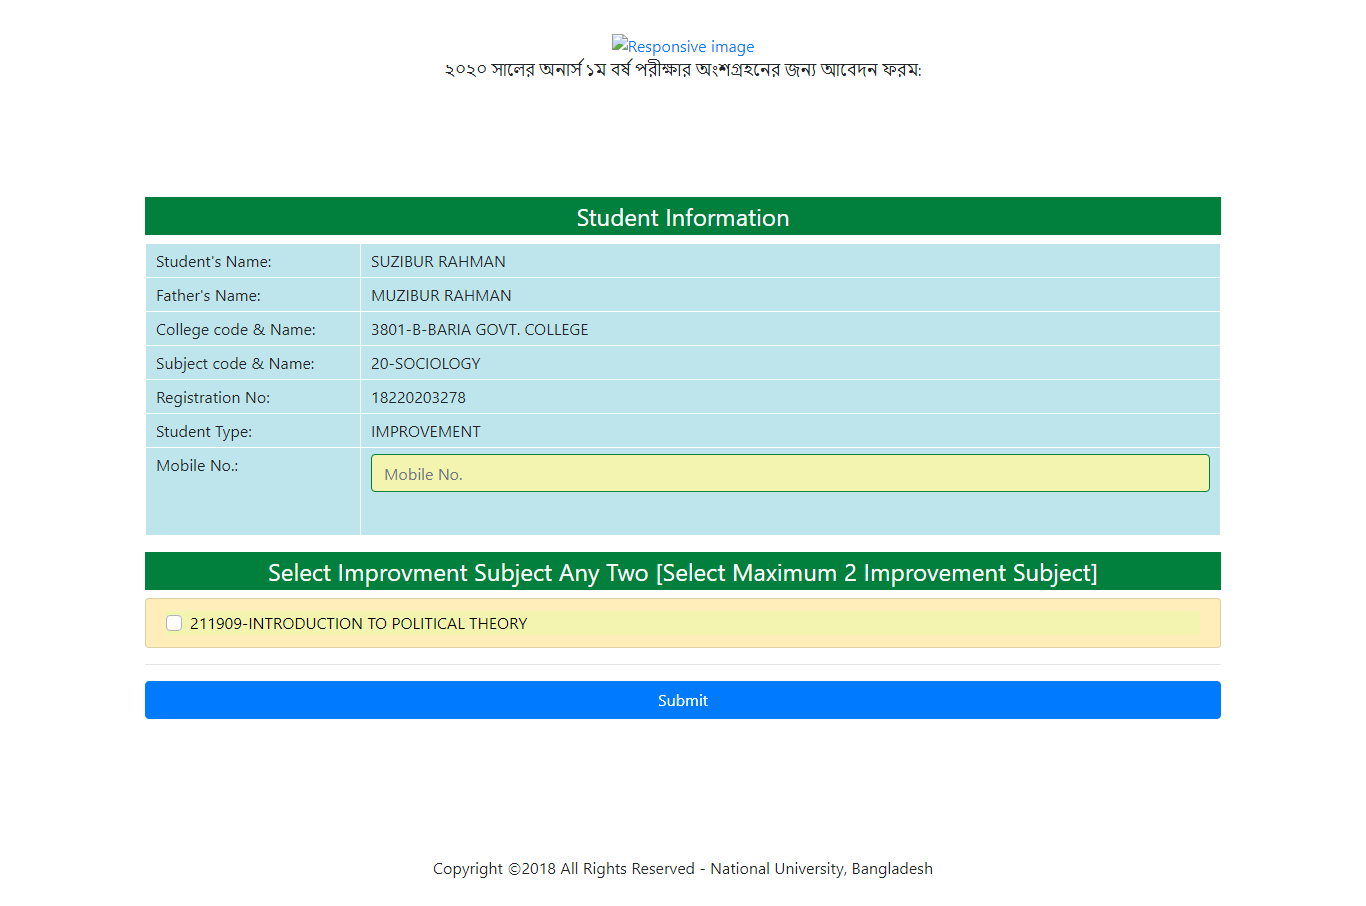 Responsive image
২০২০ সালের অনার্স ১ম বর্ষ পরীক্ষার অংশগ্রহনের জন্য আবেদন ফরম:
Student Information
Student's Name: SUZIBUR RAHMAN
Father's Name: MUZIBUR RAHMAN
College code & Name: 3801-B-BARIA GOVT. COLLEGE
Subject code & Name: 20-SOCIOLOGY
Registration No: 18220203278
Student Type: IMPROVEMENT
Mobile No.: Mobile No.
Select Improvment Subject Any Two [Select Maximum 2 Improvement Subject]
211909-INTRODUCTION TO POLITICAL THEORY
Submit
Copyright ©2018 All Rights Reserved - National University, Bangladesh